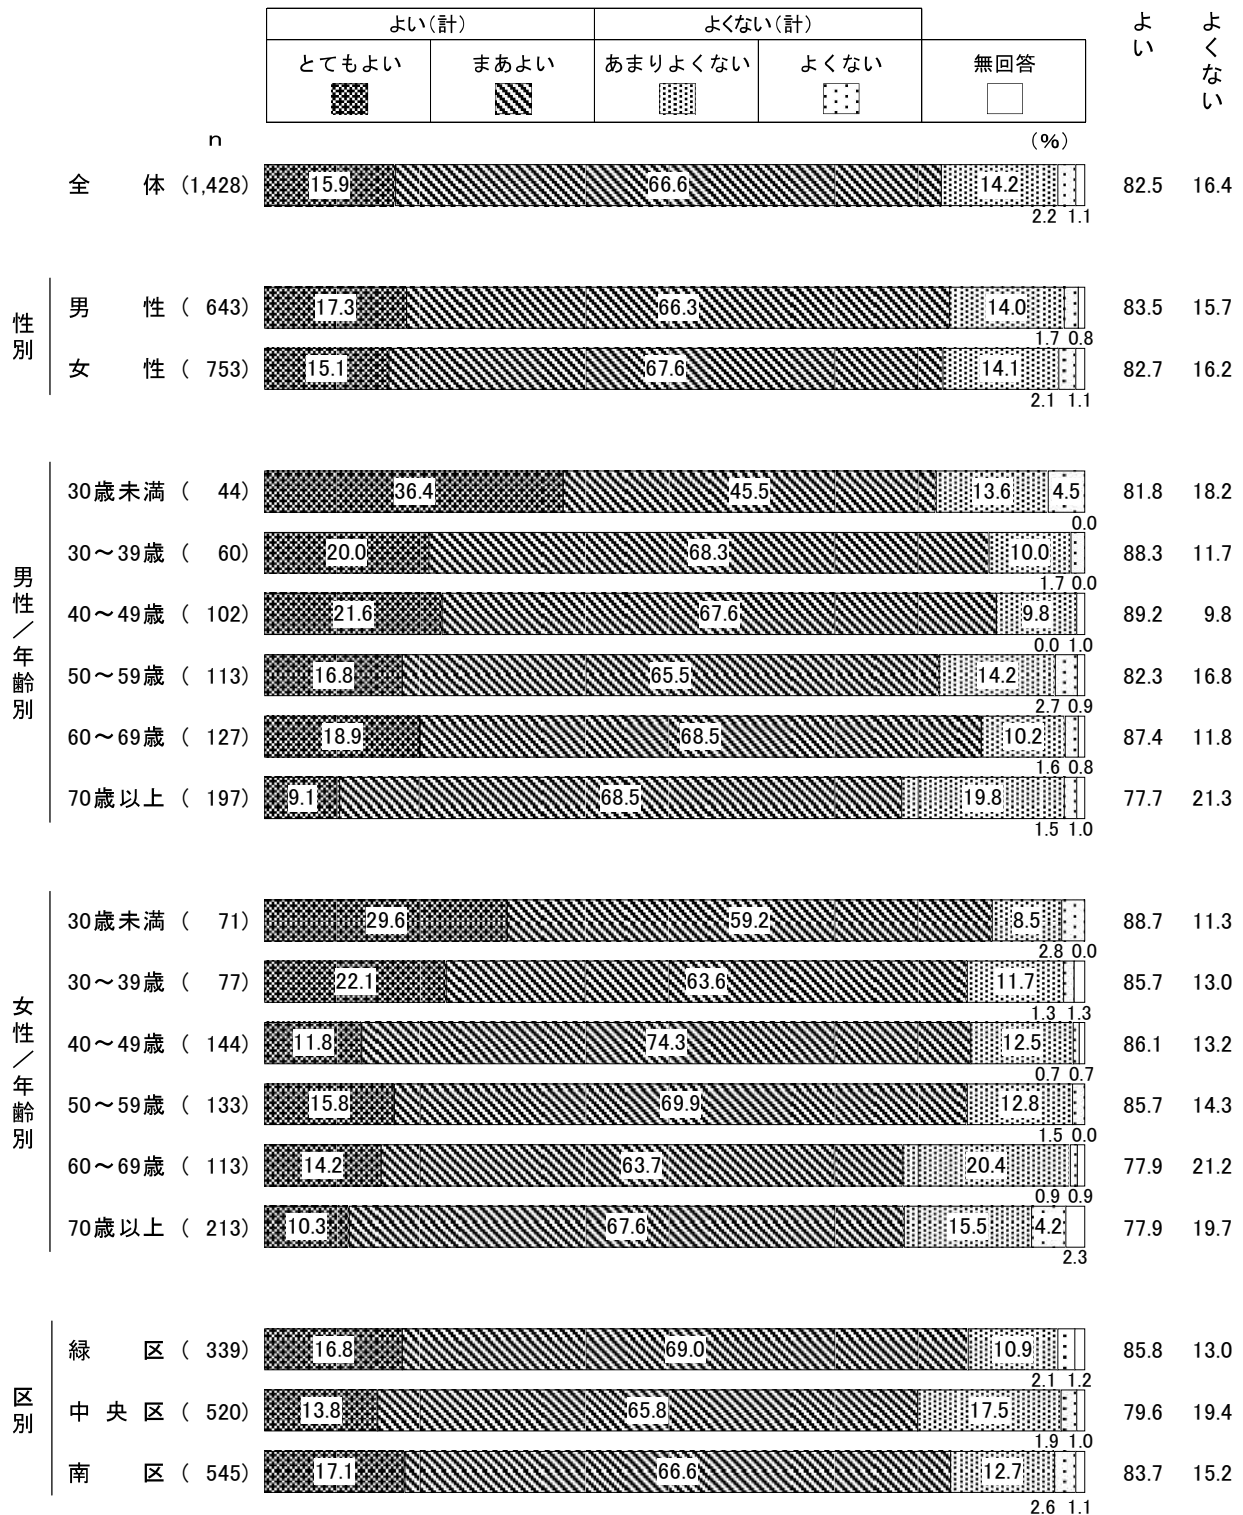 よい(計) よくない(計)
とてもよい まあよい あまりよくない よくない 無回答
よい よくない
n (%)
全体 (1,428) 15.9 66.6 14.2 82.5 16.4
2.2 1.1
性別
男性 ( 643) 17.3 66.3 14.0 83.5 15.7
1.7 0.8
女性 ( 753) 15.1 67.6 14.1 82.7 16.2
2.1 1.1
男性/年齢別
30歳未満 ( 44) 36.4 45.5 13.6 4.5 81.8 18.2
0.0
30～39歳 ( 60) 20.0 68.3 10.0 88.3 11.7
1.7 0.0
40～49歳 ( 102) 21.6 67.6 9.8 89.2 9.8
0.0 1.0
50～59歳 ( 113) 16.8 65.5 14.2 82.3 16.8
2.7 0.9
60～69歳 ( 127) 18.9 68.5 10.2 87.4 11.8
1.6 0.8
70歳以上 ( 197) 9.1 68.5 19.8 77.7 21.3
1.5 1.0
女性/年齢別
30歳未満 ( 71) 29.6 59.2 8.5 88.7 11.3
2.8 0.0
30～39歳 ( 77) 22.1 63.6 11.7 85.7 13.0
1.3 1.3
40～49歳 ( 144) 11.8 74.3 12.5 86.1 13.2
0.7 0.7
50～59歳 ( 133) 15.8 69.9 12.8 85.7 14.3
1.5 0.0
60～69歳 ( 113) 14.2 63.7 20.4 77.9 21.2
0.9 0.9
70歳以上 ( 213) 10.3 67.6 15.5 4.2 77.9 19.7
2.3
区別
緑区 ( 339) 16.8 69.0 10.9 85.8 13.0
2.1 1.2
中央区 ( 520) 13.8 65.8 17.5 79.6 19.4
1.9 1.0
南区 ( 545) 17.1 66.6 12.7 83.7 15.2
2.6 1.1